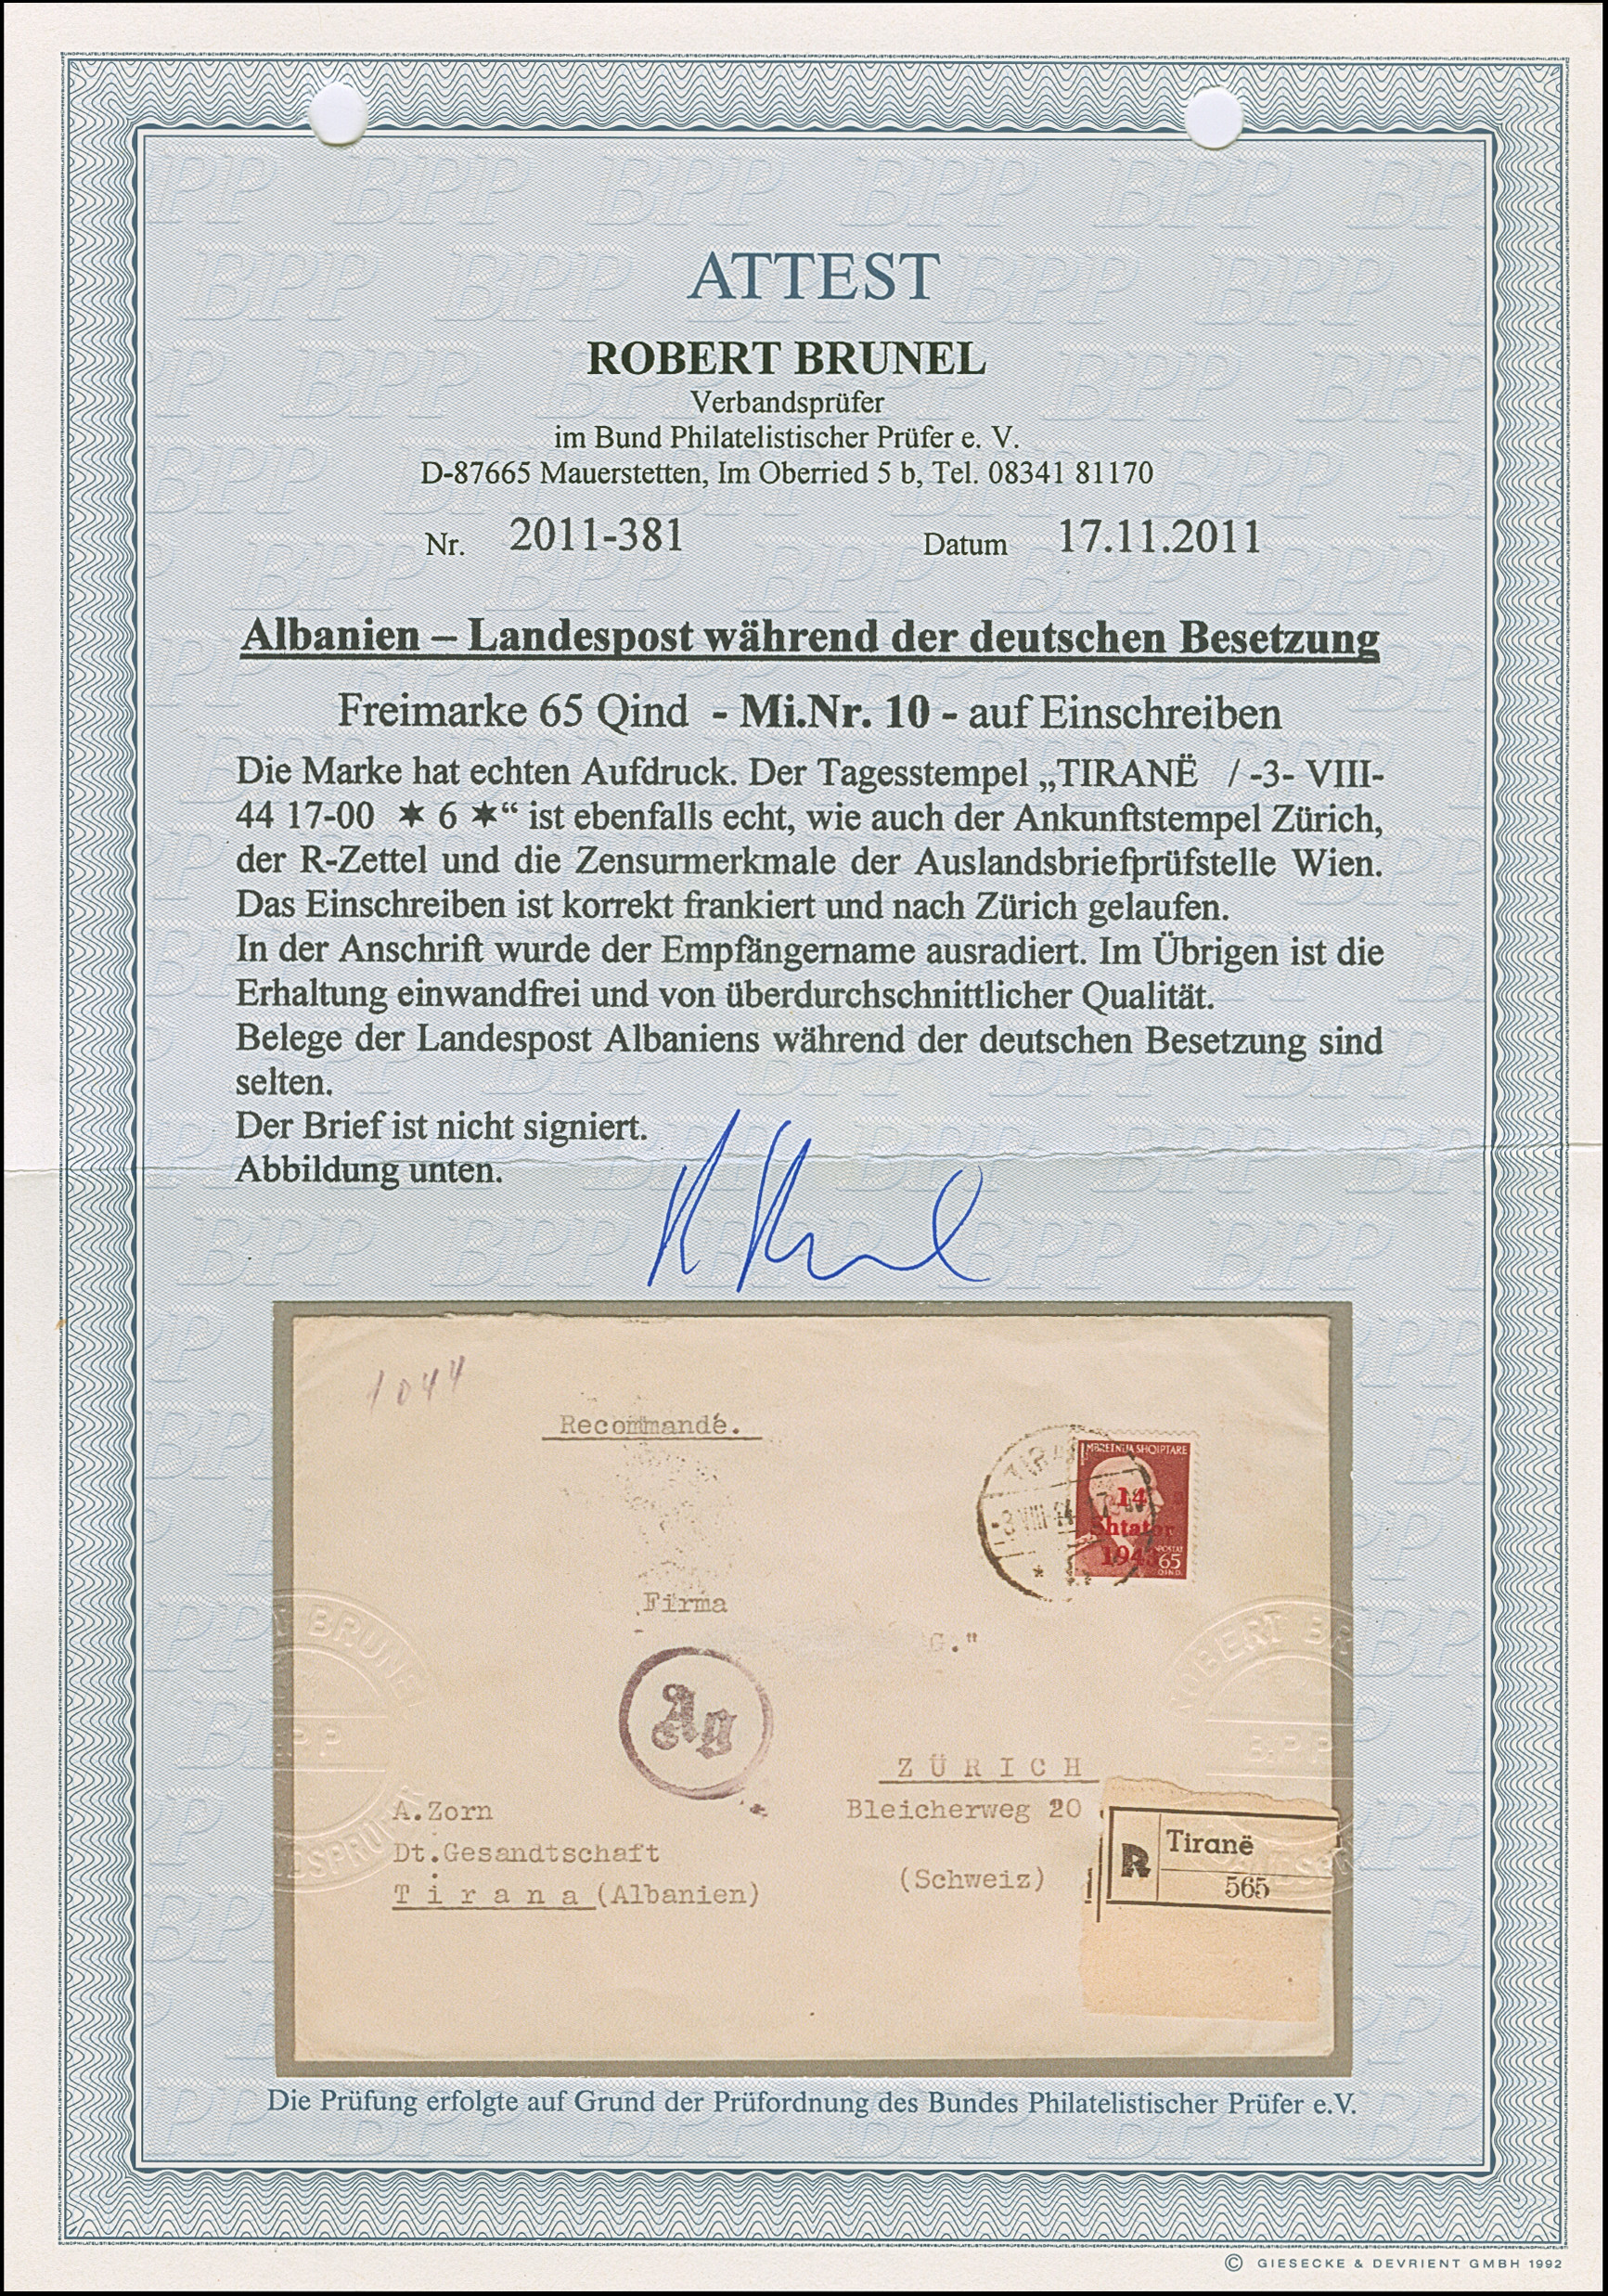 ATTEST
ROBERT BRUNEL
Verbandsprüfer
im Bund Philatelistischer Prüfer e. V.
D-87665 Mauerstetten, Im Oberried 5 b, Tel. 08341 81170
Nr. 2011-381 Datum 17.11.2011
Albanien – Landespost während der deutschen Besetzung
Freimarke 65 Qind - Mi.Nr. 10 - auf Einschreiben
Die Marke hat echten Aufdruck. Der Tagesstempel „TIRANË / -3- VIII-
44 17-00 ✶ 6 ✶“ ist ebenfalls echt, wie auch der Ankunftstempel Zürich,
der R-Zettel und die Zensurmerkmale der Auslandsbriefprüfstelle Wien.
Das Einschreiben ist korrekt frankiert und nach Zürich gelaufen.
In der Anschrift wurde der Empfängername ausradiert. Im Übrigen ist die
Erhaltung einwandfrei und von überdurchschnittlicher Qualität.
Belege der Landespost Albaniens während der deutschen Besetzung sind
selten.
Der Brief ist nicht signiert.
Abbildung unten.
1044
Recommandé.
MBRETNIJA SHQIPTARE
14
Shtator
1943
65
QIND.
Firma
G."
Ag
ZÜRICH
Bleicherweg 20
(Schweiz)
A.Zorn
Dt.Gesandtschaft
Tirana (Albanien)
R Tiranë
565
Die Prüfung erfolgte auf Grund der Prüfordnung des Bundes Philatelistischer Prüfer e.V.
© GIESECKE & DEVRIENT GMBH 1992